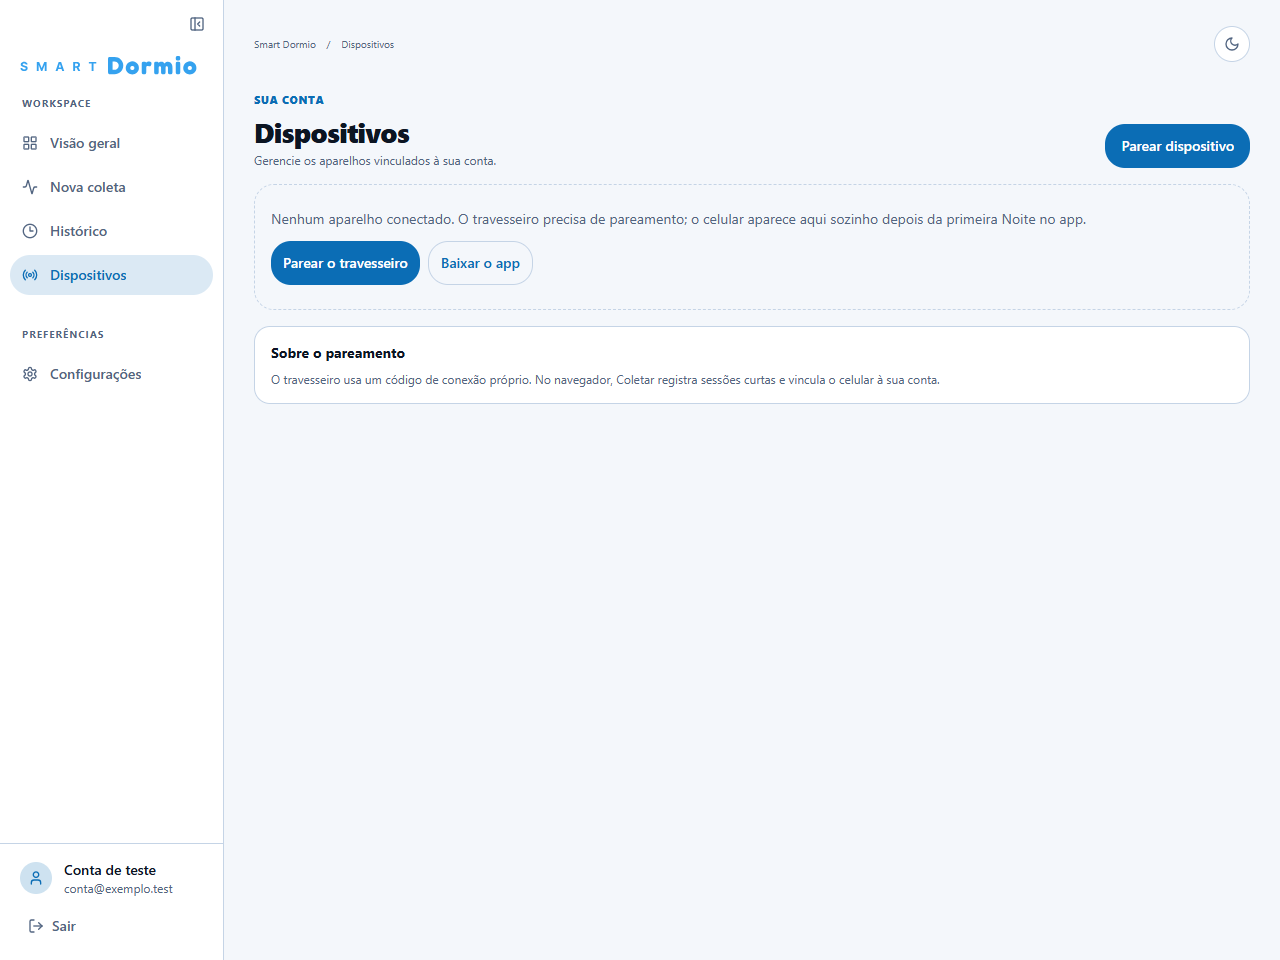 SMART Dormio
WORKSPACE
Visão geral
Nova coleta
Histórico
Dispositivos
PREFERÊNCIAS
Configurações
Conta de teste
conta@exemplo.test
Sair
Smart Dormio / Dispositivos
SUA CONTA
Dispositivos
Gerencie os aparelhos vinculados à sua conta.
Parear dispositivo
Nenhum aparelho conectado. O travesseiro precisa de pareamento; o celular aparece aqui sozinho depois da primeira Noite no app.
Parear o travesseiro
Baixar o app
Sobre o pareamento
O travesseiro usa um código de conexão próprio. No navegador, Coletar registra sessões curtas e vincula o celular à sua conta.